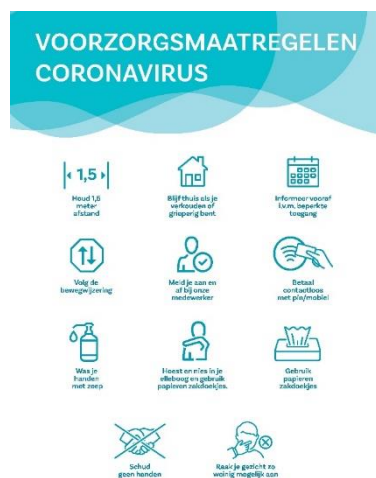 VOORZORGSMAATREGELEN
CORONAVIRUS
1,5
Houd 1,5
meter
afstand
Blijf thuis als je
verkouden of
grieperig bent
Informeer vooraf
i.v.m. beperkte
toegang
Volg de
bewegwijzering
Meld je aan en
af bij onze
medewerker
Betaal
contactloos
met pin/mobiel
Was je
handen
met zeep
Hoest en nies in je
elleboog en gebruik
papieren zakdoekjes.
Gebruik
papieren
zakdoekjes
Schud
geen handen
Raak je gezicht zo
weinig mogelijk aan